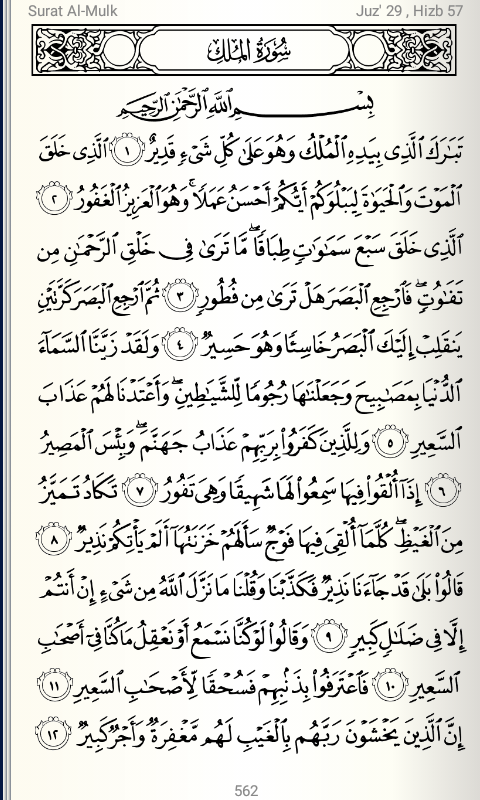 Surat Al-Mulk Juz' 29 , Hizb 57
سُورَةُ المُلْكِ
بِسْمِ ٱللَّهِ ٱلرَّحْمَٰنِ ٱلرَّحِيمِ
تَبَٰرَكَ ٱلَّذِى بِيَدِهِ ٱلْمُلْكُ وَهُوَ عَلَىٰ كُلِّ شَىْءٍ قَدِيرٌ ١ ٱلَّذِى خَلَقَ
ٱلْمَوْتَ وَٱلْحَيَوٰةَ لِيَبْلُوَكُمْ أَيُّكُمْ أَحْسَنُ عَمَلًا ۚ وَهُوَ ٱلْعَزِيزُ ٱلْغَفُورُ ٢
ٱلَّذِى خَلَقَ سَبْعَ سَمَٰوَٰتٍ طِبَاقًا ۖ مَّا تَرَىٰ فِى خَلْقِ ٱلرَّحْمَٰنِ مِن
تَفَٰوُتٍ ۖ فَٱرْجِعِ ٱلْبَصَرَ هَلْ تَرَىٰ مِن فُطُورٍ ٣ ثُمَّ ٱرْجِعِ ٱلْبَصَرَ كَرَّتَيْنِ
يَنقَلِبْ إِلَيْكَ ٱلْبَصَرُ خَاسِئًا وَهُوَ حَسِيرٌ ٤ وَلَقَدْ زَيَّنَّا ٱلسَّمَآءَ
ٱلدُّنْيَا بِمَصَٰبِيحَ وَجَعَلْنَٰهَا رُجُومًا لِّلشَّيَٰطِينِ ۖ وَأَعْتَدْنَا لَهُمْ عَذَابَ
ٱلسَّعِيرِ ٥ وَلِلَّذِينَ كَفَرُوا۟ بِرَبِّهِمْ عَذَابُ جَهَنَّمَ ۖ وَبِئْسَ ٱلْمَصِيرُ
٦ إِذَآ أُلْقُوا۟ فِيهَا سَمِعُوا۟ لَهَا شَهِيقًا وَهِىَ تَفُورُ ٧ تَكَادُ تَمَيَّزُ
مِنَ ٱلْغَيْظِ ۖ كُلَّمَآ أُلْقِىَ فِيهَا فَوْجٌ سَأَلَهُمْ خَزَنَتُهَآ أَلَمْ يَأْتِكُمْ نَذِيرٌ ٨
قَالُوا۟ بَلَىٰ قَدْ جَآءَنَا نَذِيرٌ فَكَذَّبْنَا وَقُلْنَا مَا نَزَّلَ ٱللَّهُ مِن شَىْءٍ إِنْ أَنتُمْ
إِلَّا فِى ضَلَٰلٍ كَبِيرٍ ٩ وَقَالُوا۟ لَوْ كُنَّا نَسْمَعُ أَوْ نَعْقِلُ مَا كُنَّا فِىٓ أَصْحَٰبِ
ٱلسَّعِيرِ ١٠ فَٱعْتَرَفُوا۟ بِذَنۢبِهِمْ فَسُحْقًا لِّأَصْحَٰبِ ٱلسَّعِيرِ ١١
إِنَّ ٱلَّذِينَ يَخْشَوْنَ رَبَّهُم بِٱلْغَيْبِ لَهُم مَّغْفِرَةٌ وَأَجْرٌ كَبِيرٌ ١٢
562